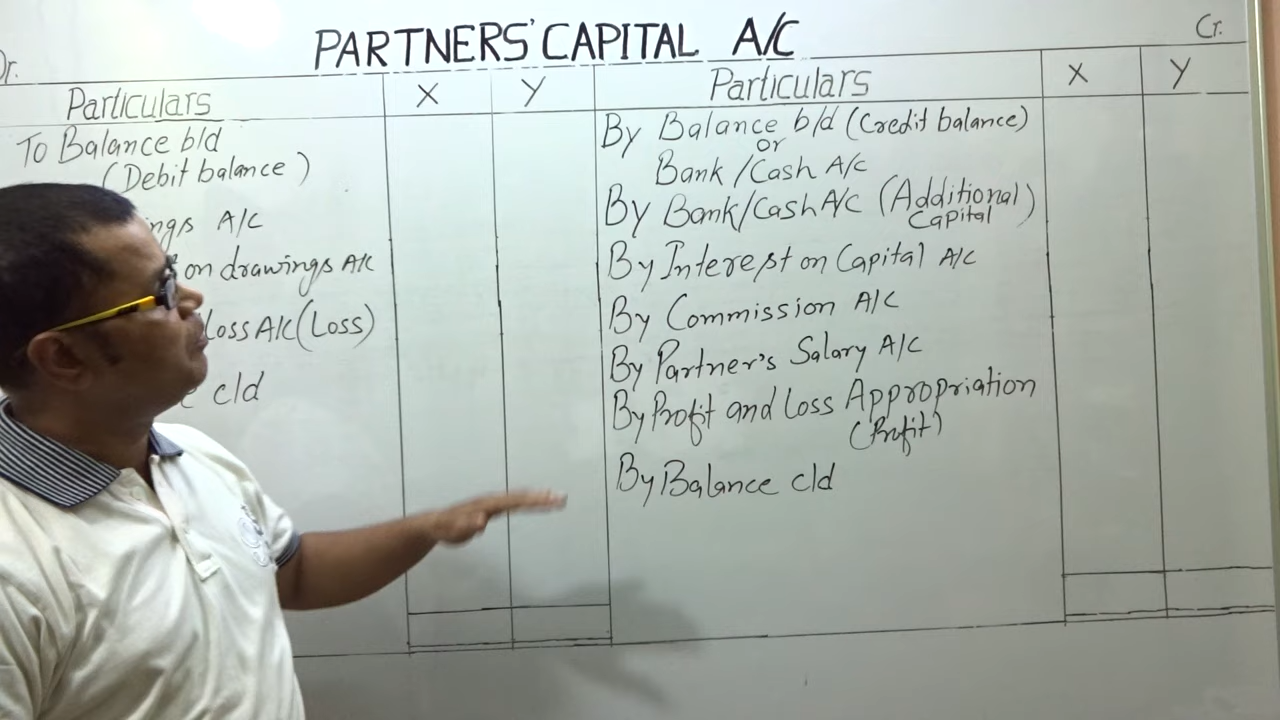 PARTNERS' CAPITAL A/C
Dr.
Cr.
Particulars X Y
To Balance b/d
(Debit balance)
A/C
on drawings A/C
Loss A/C (Loss)
c/d
Particulars X Y
By Balance b/d (Credit balance)
or
Bank/Cash A/C
By Bank/Cash A/C (Additional
Capital)
By Interest on Capital A/C
By Commission A/C
By Partner's Salary A/C
By Profit and Loss Appropriation
(Profit)
By Balance c/d